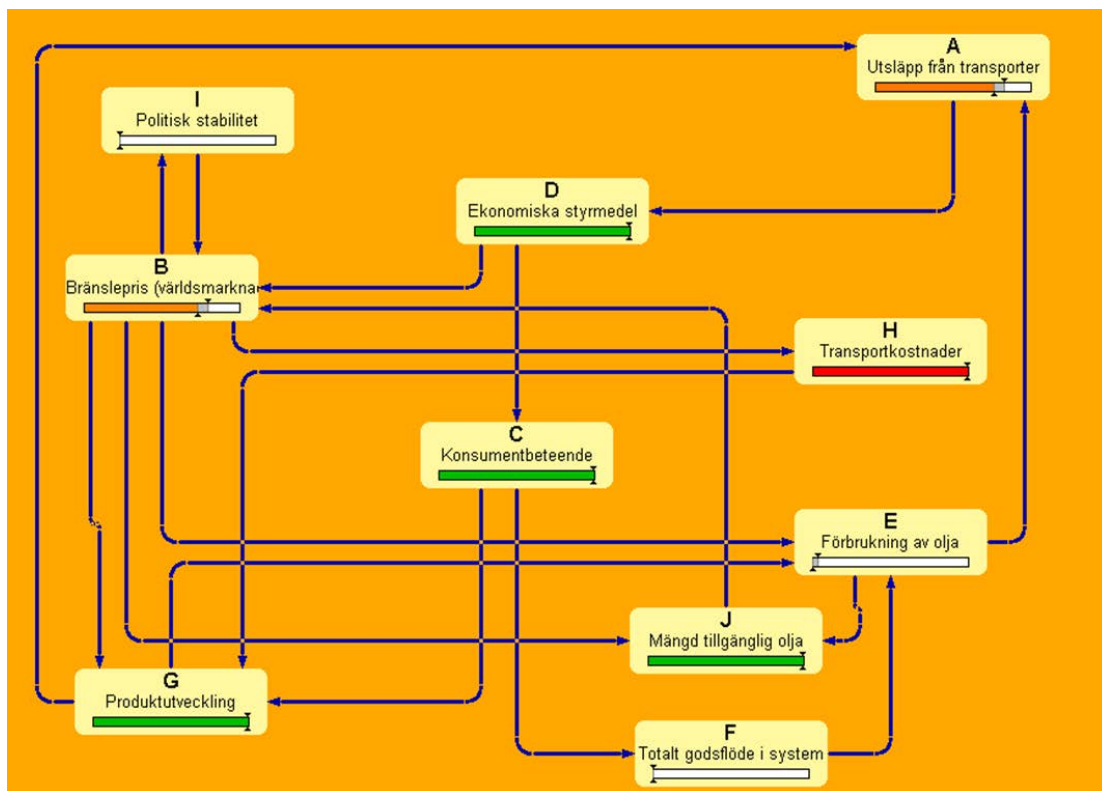 A
Utsläpp från transporter
I
Politisk stabilitet
D
Ekonomiska styrmedel
B
Bränslepris (världsmarkna
H
Transportkostnader
C
Konsumentbeteende
E
Förbrukning av olja
J
Mängd tillgänglig olja
G
Produktutveckling
F
Totalt godsflöde i system